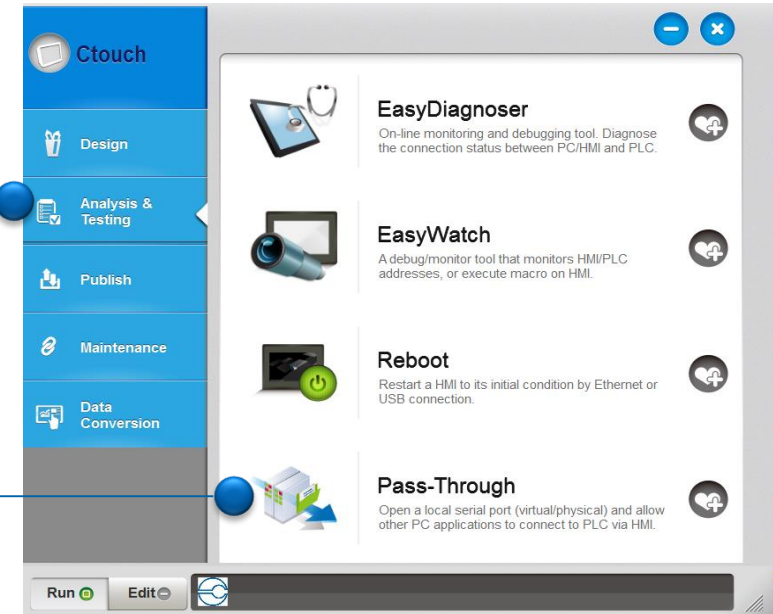 Ctouch
Design
Analysis &
Testing
Publish
Maintenance
Data
Conversion
EasyDiagnoser
On-line monitoring and debugging tool. Diagnose
the connection status between PC/HMI and PLC.
EasyWatch
A debug/monitor tool that monitors HMI/PLC
addresses, or execute macro on HMI.
Reboot
Restart a HMI to its initial condition by Ethernet or
USB connection.
Pass-Through
Open a local serial port (virtual/physical) and allow
other PC applications to connect to PLC via HMI.
Run
Edit